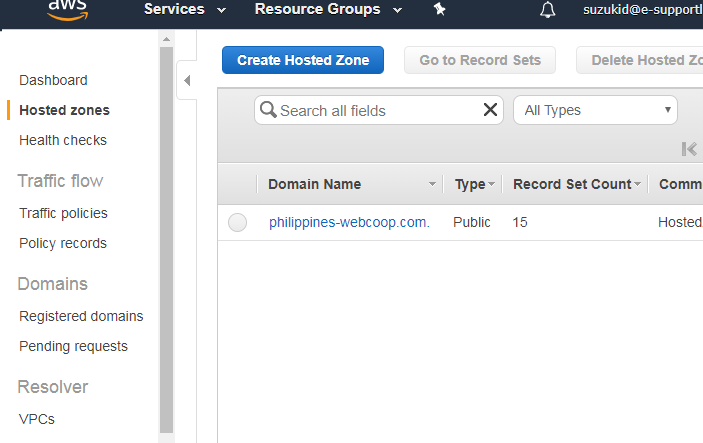 aws
Services
Resource Groups
suzukid@e-supportl
Dashboard
Hosted zones
Health checks
Traffic flow
Traffic policies
Policy records
Domains
Registered domains
Pending requests
Resolver
VPCs
Create Hosted Zone
Go to Record Sets
Delete Hosted Zo
Search all fields
All Types
Domain Name
Type
Record Set Count
Comm
philippines-webcoop.com.
Public
15
Hosted